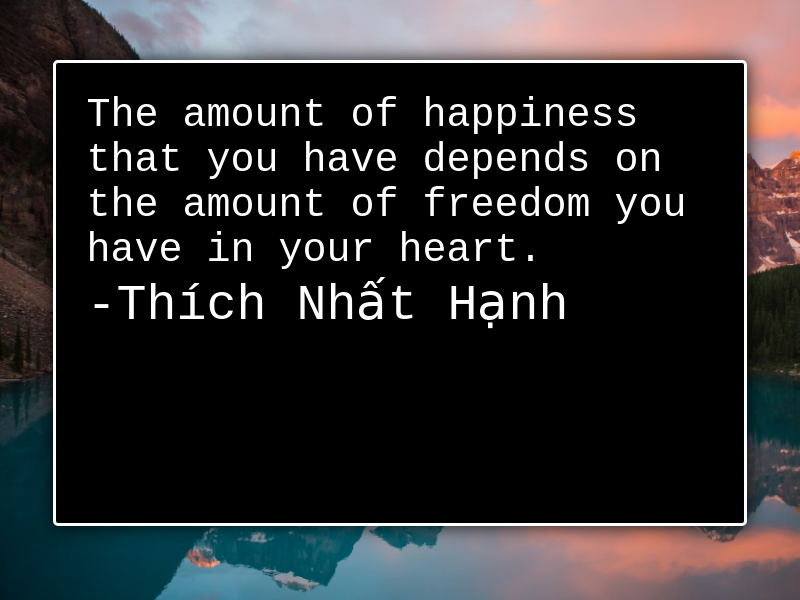 The amount of happiness
that you have depends on
the amount of freedom you
have in your heart.
-Thích Nhất Hạnh